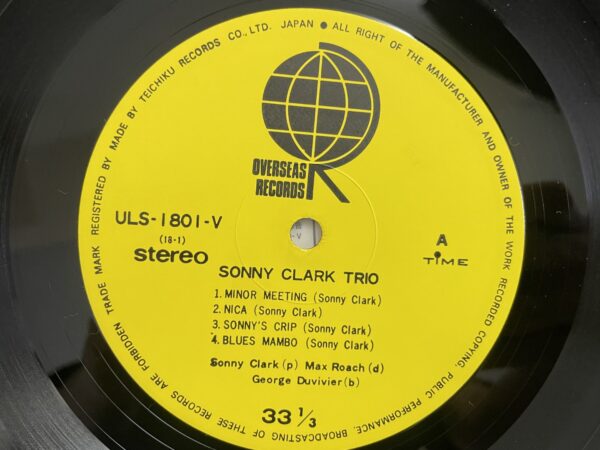 MADE BY TEICHIKU RECORDS CO., LTD. JAPAN ● ALL RIGHT OF THE MANUFACTURER AND OWNER OF THE WORK RECORDED COPYING. PUBLIC PERFORMANCE. BROADCASTING OF THESE RECORDS ARE FORBIDDEN TRADE MARK REGISTERED BY
OVERSEAS
RECORDS
ULS-1801-V
(18-1)
stereo
A
TIME
SONNY CLARK TRIO
1. MINOR MEETING (Sonny Clark)
2. NICA (Sonny Clark)
3. SONNY'S CRIP (Sonny Clark)
4. BLUES MAMBO (Sonny Clark)
Sonny Clark (p) Max Roach (d)
George Duvivier (b)
33 1/3